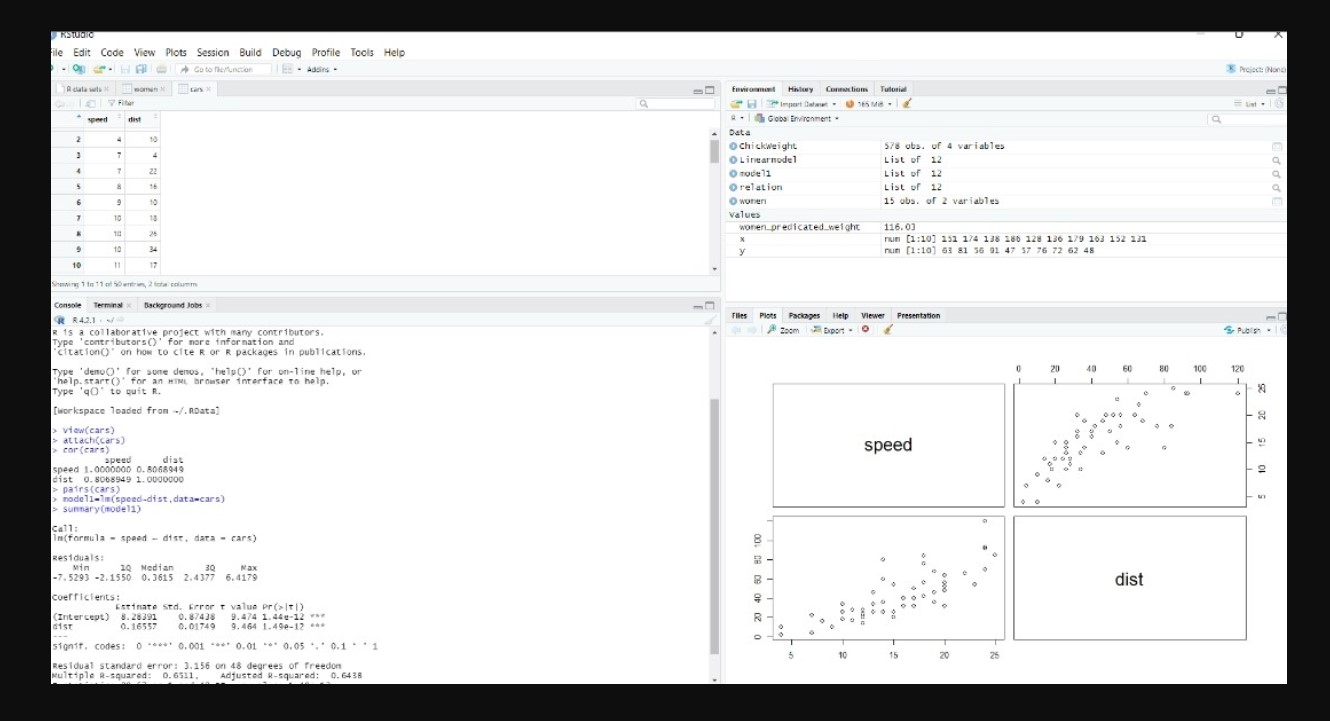 RStudio
File Edit Code View Plots Session Build Debug Profile Tools Help
Go to file/function Addins Project: (None)
R data sets women cars
Filter
speed dist
2 4 10
3 7 4
4 7 22
5 8 16
6 9 10
7 10 18
8 10 26
9 10 34
10 11 17
Showing 1 to 11 of 50 entries, 2 total columns
Console Terminal Background Jobs
R 4.2.1 · ~/
R is a collaborative project with many contributors.
Type 'contributors()' for more information and
'citation()' on how to cite R or R packages in publications.
Type 'demo()' for some demos, 'help()' for on-line help, or
'help.start()' for an HTML browser interface to help.
Type 'q()' to quit R.
[Workspace loaded from ~/.RData]
> View(cars)
> attach(cars)
> cor(cars)
speed dist
speed 1.0000000 0.8068949
dist 0.8068949 1.0000000
> pairs(cars)
> model1=lm(speed~dist,data=cars)
> summary(model1)
Call:
lm(formula = speed ~ dist, data = cars)
Residuals:
Min 1Q Median 3Q Max
-7.5293 -2.1550 0.3615 2.4377 6.4179
Coefficients:
Estimate Std. Error t value Pr(>|t|)
(Intercept) 8.28391 0.87438 9.474 1.44e-12 ***
dist 0.16557 0.01749 9.464 1.49e-12 ***
---
Signif. codes: 0 '***' 0.001 '**' 0.01 '*' 0.05 '.' 0.1 ' ' 1
Residual standard error: 3.156 on 48 degrees of freedom
Multiple R-squared: 0.6511, Adjusted R-squared: 0.6438
Environment History Connections Tutorial
Import Dataset 165 MiB List
R Global Environment
Data
ChickWeight 578 obs. of 4 variables
Linearmodel List of 12
model1 List of 12
relation List of 12
women 15 obs. of 2 variables
Values
women_predicated_weight 116.03
x num [1:10] 151 174 138 186 128 136 179 163 152 131
y num [1:10] 63 81 56 91 47 57 76 72 62 48
Files Plots Packages Help Viewer Presentation
Zoom Export Publish
0 20 40 60 80 100 120
speed
5 10 15 20 25
0 20 40 60 80 100
dist
5 10 15 20 25